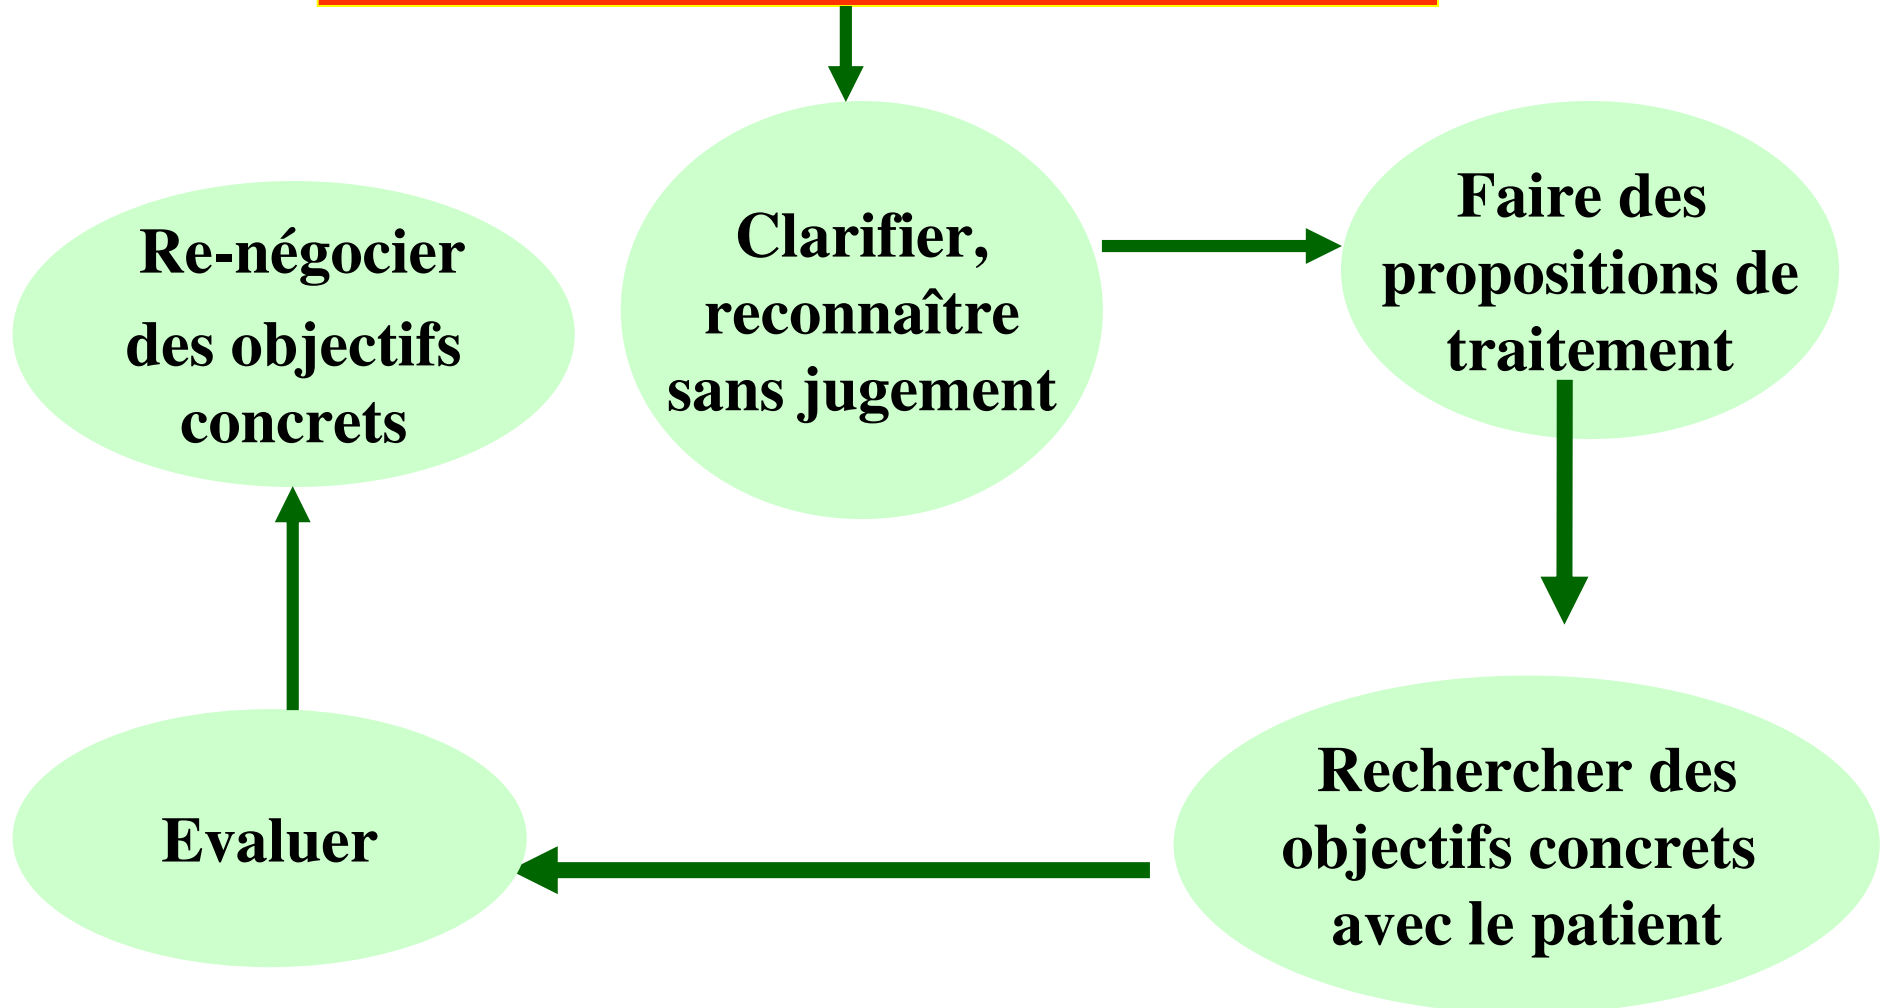 Clarifier,
reconnaître
sans jugement
Faire des
propositions de
traitement
Rechercher des
objectifs concrets
avec le patient
Evaluer
Re-négocier
des objectifs
concrets